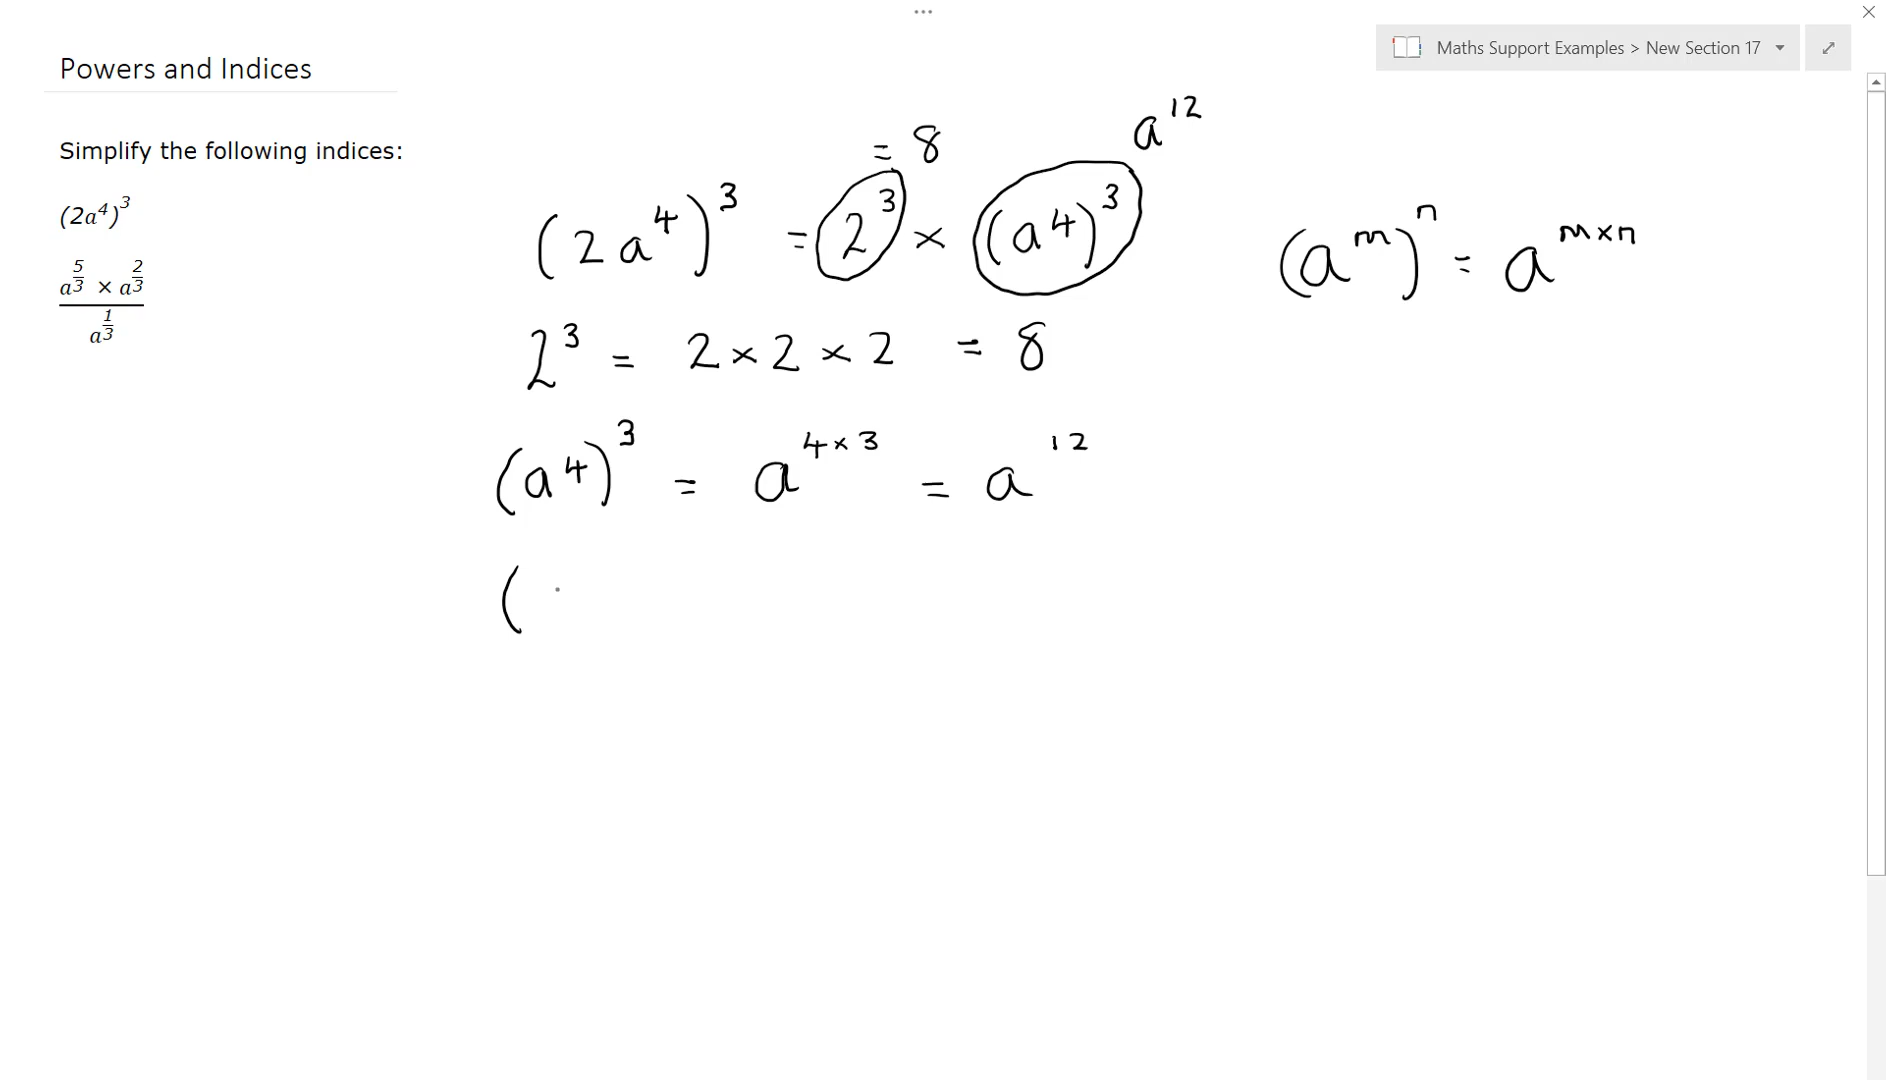 ...
Maths Support Examples > New Section 17
Powers and Indices
Simplify the following indices:
(2a⁴)³
a^(5/3) × a^(2/3)
a^(1/3)
= 8 a¹²
(2a⁴)³ = 2³ × (a⁴)³ (aᵐ)ⁿ = a^(m×n)
2³ = 2 × 2 × 2 = 8
(a⁴)³ = a^(4×3) = a¹²
(